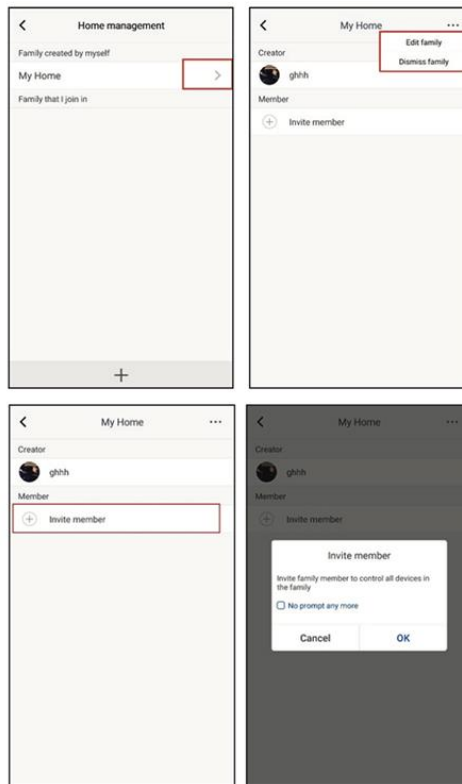 Home management
Family created by myself
My Home
Family that I join in
My Home
Edit family
Dismiss family
Creator
ghhh
Member
Invite member
My Home
Creator
ghhh
Member
Invite member
My Home
Creator
ghhh
Member
Invite member
Invite member
Invite family member to control all devices in
the family
No prompt any more
Cancel OK